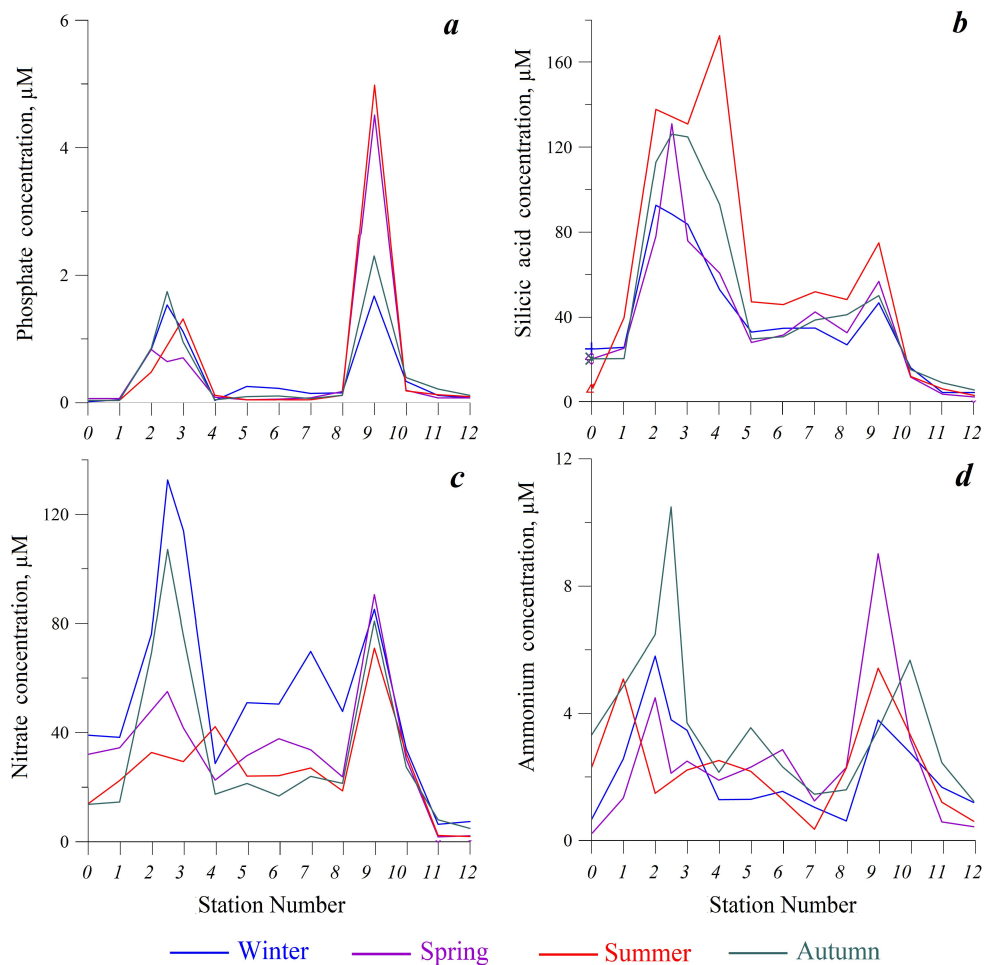 a
Phosphate concentration, µM
6
4
2
0
0 1 2 3 4 5 6 7 8 9 10 11 12
b
Silicic acid concentration, µM
160
120
80
40
0
0 1 2 3 4 5 6 7 8 9 10 11 12
c
Nitrate concentration, µM
120
80
40
0
0 1 2 3 4 5 6 7 8 9 10 11 12
Station Number
d
Ammonium concentration, µM
12
8
4
0
0 1 2 3 4 5 6 7 8 9 10 11 12
Station Number
Winter Spring Summer Autumn